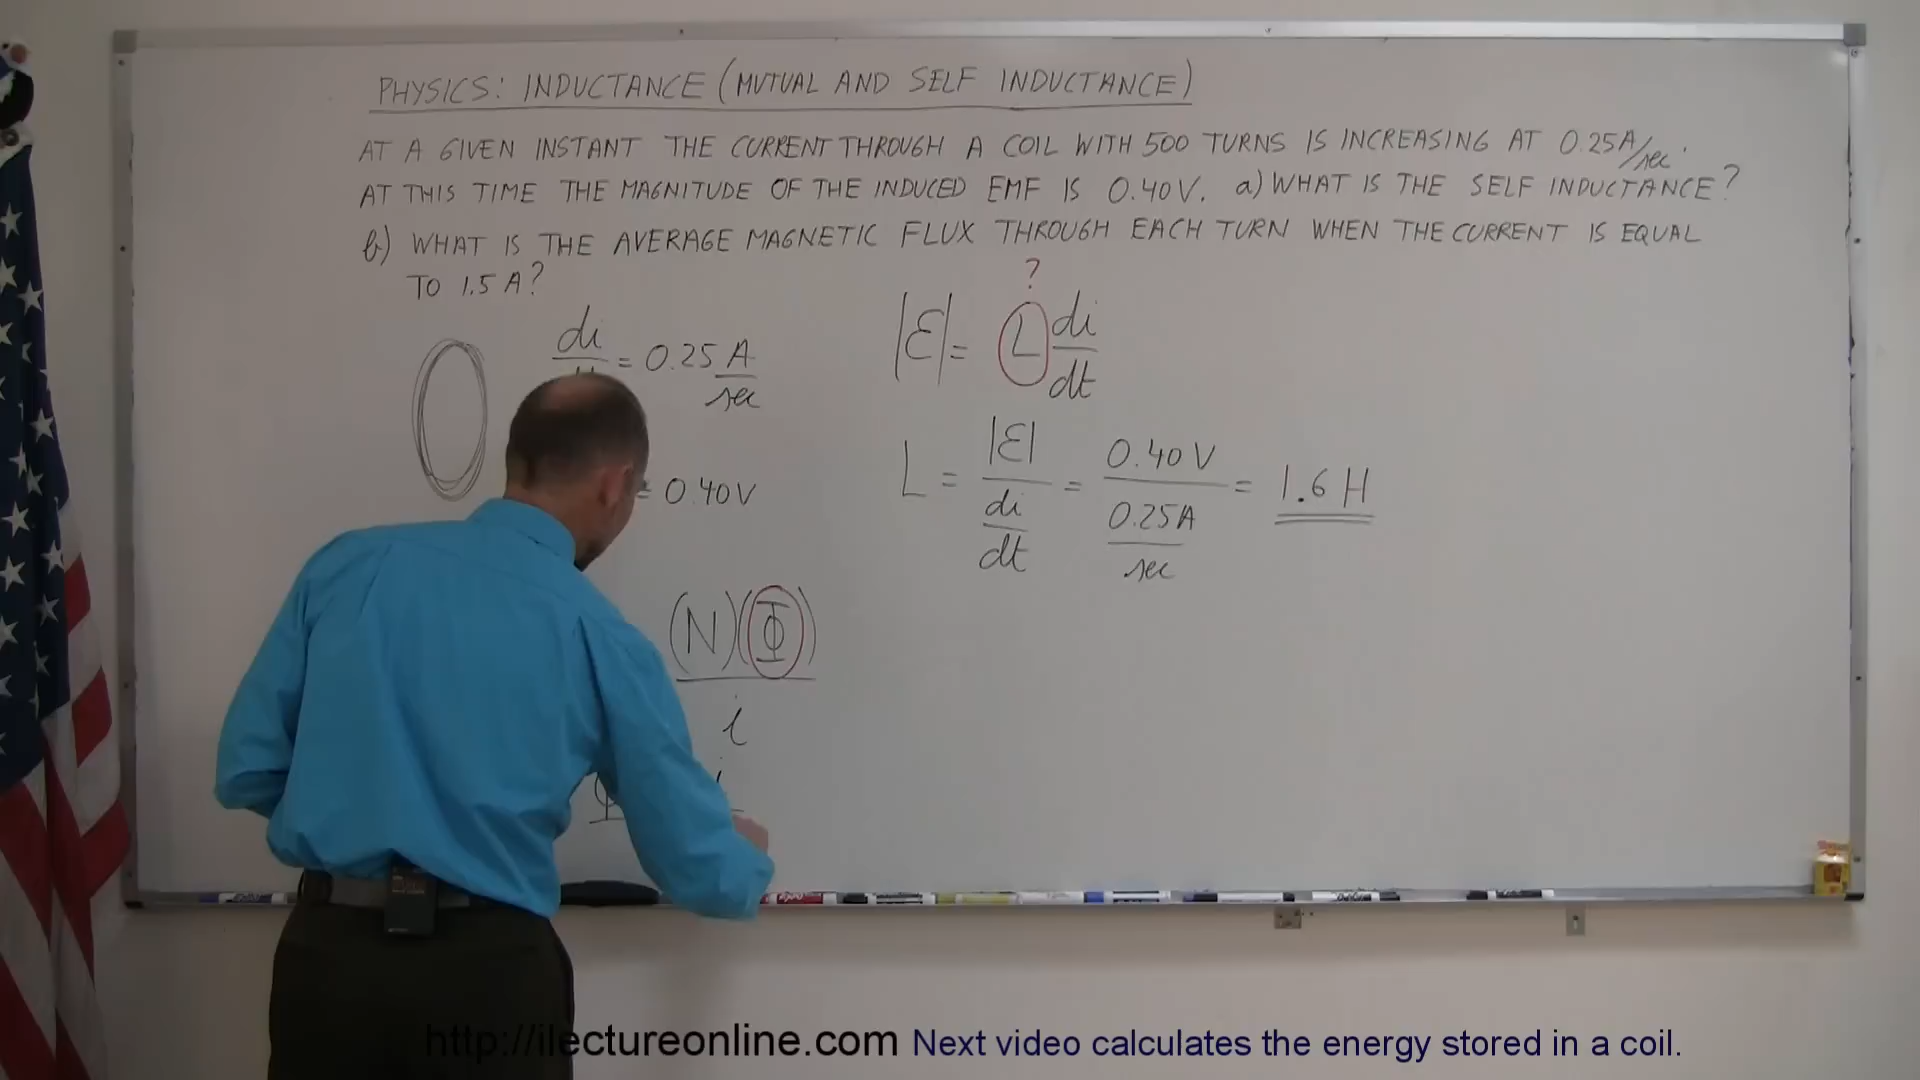 PHYSICS: INDUCTANCE (MUTUAL AND SELF INDUCTANCE)
AT A GIVEN INSTANT THE CURRENT THROUGH A COIL WITH 500 TURNS IS INCREASING AT 0.25A/sec.
AT THIS TIME THE MAGNITUDE OF THE INDUCED EMF IS 0.40V. a) WHAT IS THE SELF INDUCTANCE?
b) WHAT IS THE AVERAGE MAGNETIC FLUX THROUGH EACH TURN WHEN THE CURRENT IS EQUAL
TO 1.5 A?
di
= 0.25 A
sec
= 0.40V
(N)(Φ)
i
i
Φ
?
|Ɛ| = L di
dt
L = |Ɛ| = 0.40 V = 1.6 H
di 0.25A
dt sec
http://ilectureonline.com Next video calculates the energy stored in a coil.